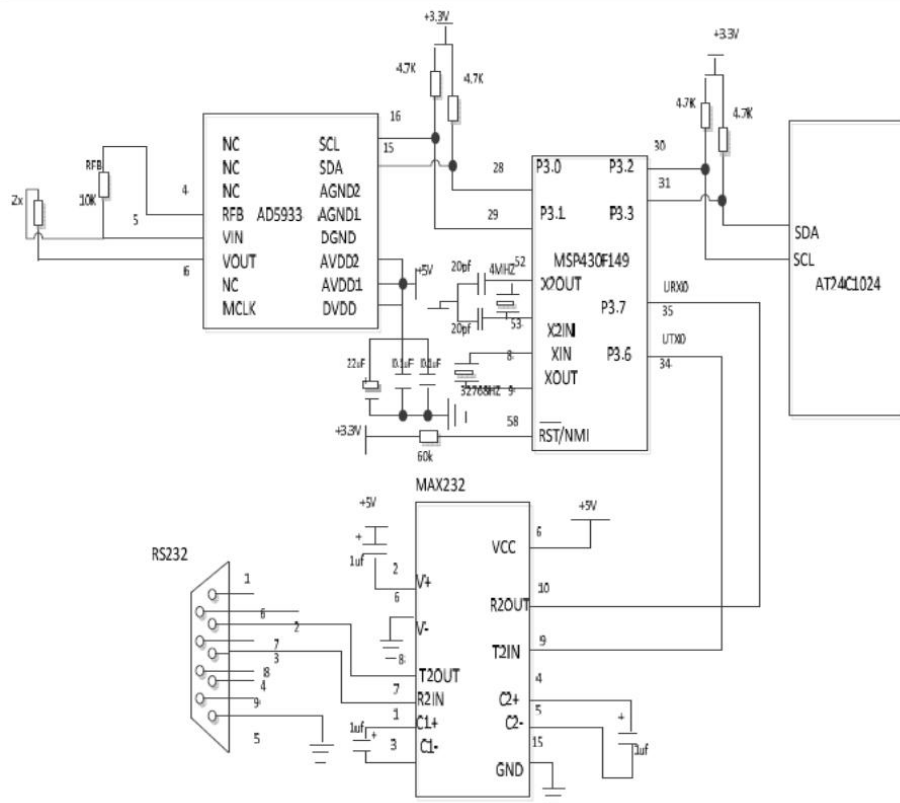 +3.3V
4.7K
4.7K
16
15
NC
NC
NC
RFB
VIN
VOUT
NC
MCLK
AD5933
SCL
SDA
AGND2
AGND1
DGND
AVDD2
AVDD1
DVDD
RFB
10K
Zx
4
5
6
+5V
22uF
0.1uF
0.1uF
+3.3V
60k
20pf
4MHZ
20pf
32768HZ
28
29
52
53
8
9
58
P3.0
P3.1
MSP430F149
X2OUT
X2IN
XIN
XOUT
RST/NMI
P3.2
P3.3
P3.7
P3.6
30
31
URX0
35
UTX0
34
+3.3V
4.7K
4.7K
SDA
SCL
AT24C1024
MAX232
+5V
+
1uf
2
6
8
7
1
3
V+
V-
T2OUT
R2IN
C1+
C1-
1uf
+
VCC
R2OUT
T2IN
C2+
C2-
GND
6
10
9
4
5
15
+5V
+
1uf
RS232
1
6
2
7
3
8
4
9
5